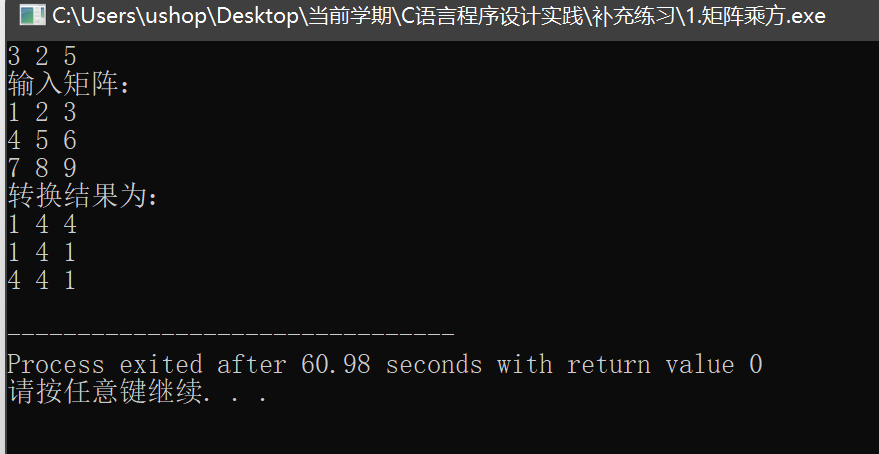 C:\Users\ushop\Desktop\当前学期\C语言程序设计实践\补充练习\1.矩阵乘方.exe
3 2 5
输入矩阵：
1 2 3
4 5 6
7 8 9
转换结果为：
1 4 4
1 4 1
4 4 1
--------------------------------
Process exited after 60.98 seconds with return value 0
请按任意键继续. . .